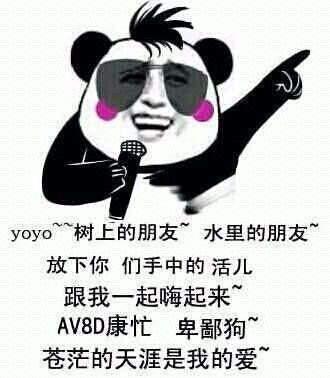 yoyo~~树上的朋友~ 水里的朋友~
放下你 们手中的 活儿
跟我一起嗨起来~
AV8D康忙 卑鄙狗~
苍茫的天涯是我的爱~